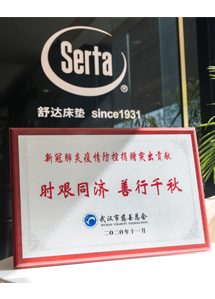 Serta
舒达床垫 since1931
新冠肺炎疫情防控捐赠突出贡献
时艰同济 善行千秋
武汉市慈善总会
WUHAN CHARITY FEDERATION
二〇二〇年十一月